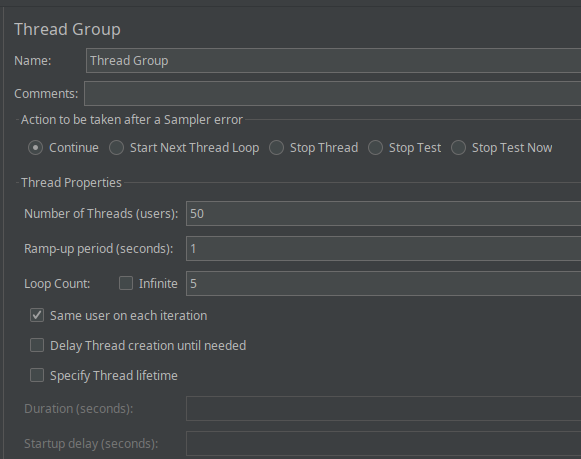 Thread Group
Name: Thread Group
Comments:
Action to be taken after a Sampler error
Continue Start Next Thread Loop Stop Thread Stop Test Stop Test Now
Thread Properties
Number of Threads (users): 50
Ramp-up period (seconds): 1
Loop Count: Infinite 5
Same user on each iteration
Delay Thread creation until needed
Specify Thread lifetime
Duration (seconds):
Startup delay (seconds):